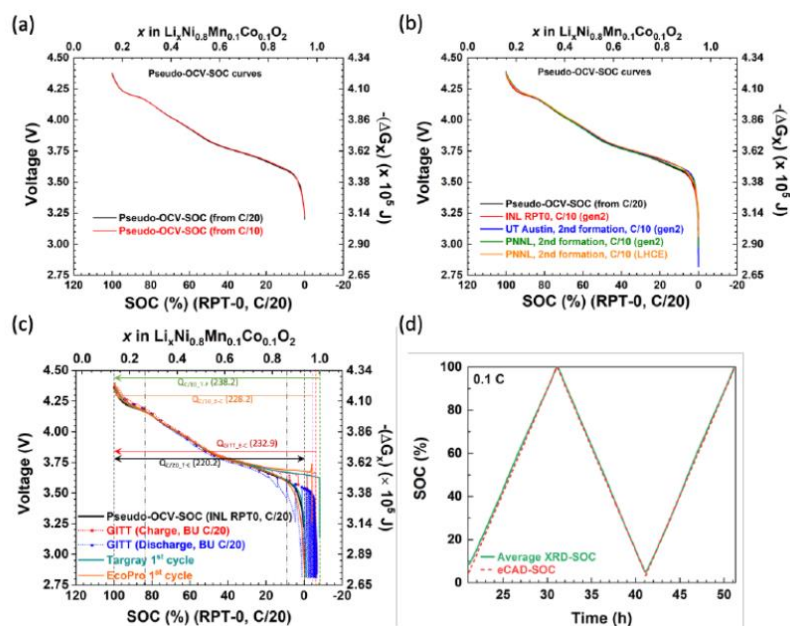 (a)
x in LiₓNi₀.₈Mn₀.₁Co₀.₁O₂
0.0 0.2 0.4 0.6 0.8 1.0
4.50
4.25
4.00
3.75
3.50
3.25
3.00
2.75
Voltage (V)
Pseudo-OCV-SOC curves
Pseudo-OCV-SOC (from C/20)
Pseudo-OCV-SOC (from C/10)
4.34
4.10
3.86
3.62
3.38
3.14
2.90
2.65
-(ΔGₓ) (× 10⁵ J)
120 100 80 60 40 20 0 -20
SOC (%) (RPT-0, C/20)
(b)
x in LiₓNi₀.₈Mn₀.₁Co₀.₁O₂
0.0 0.2 0.4 0.6 0.8 1.0
4.50
4.25
4.00
3.75
3.50
3.25
3.00
2.75
Voltage (V)
Pseudo-OCV-SOC curves
Pseudo-OCV-SOC (from C/20)
INL RPT0, C/10 (gen2)
UT Austin, 2nd formation, C/10 (gen2)
PNNL, 2nd formation, C/10 (gen2)
PNNL, 2nd formation, C/10 (LHCE)
4.34
4.10
3.86
3.62
3.38
3.14
2.90
2.65
-(ΔGₓ) (× 10⁵ J)
120 100 80 60 40 20 0 -20
SOC (%) (RPT-0, C/20)
(c)
x in LiₓNi₀.₈Mn₀.₁Co₀.₁O₂
0.0 0.2 0.4 0.6 0.8 1.0
4.50
4.25
4.00
3.75
3.50
3.25
3.00
2.75
Voltage (V)
(238.2)
(228.2)
(232.9)
(220.2)
Pseudo-OCV-SOC (INL RPT0, C/20)
GITT (Charge, BU C/20)
GITT (Discharge, BU C/20)
Targray 1ˢᵗ cycle
EcoPro 1ˢᵗ cycle
4.34
4.10
3.86
3.62
3.38
3.14
2.89
2.65
-(ΔGₓ) (× 10⁵ J)
120 100 80 60 40 20 0 -20
SOC (%) (RPT-0, C/20)
(d)
0.1 C
100
80
60
40
20
0
SOC (%)
Average XRD-SOC
eCAD-SOC
25 30 35 40 45 50
Time (h)